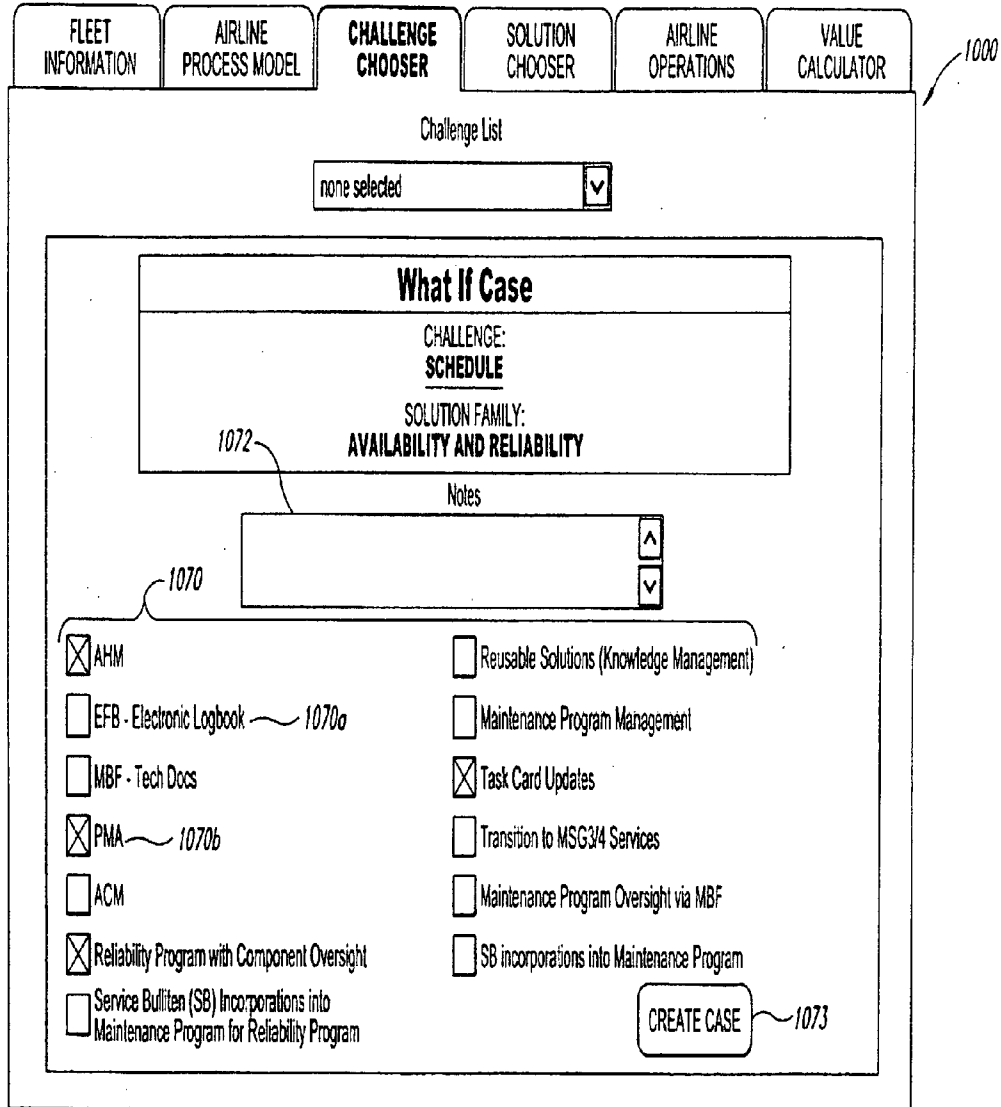 FLEET
INFORMATION
AIRLINE
PROCESS MODEL
CHALLENGE
CHOOSER
SOLUTION
CHOOSER
AIRLINE
OPERATIONS
VALUE
CALCULATOR
1000
Challenge List
none selected
What If Case
CHALLENGE:
SCHEDULE
SOLUTION FAMILY:
AVAILABILITY AND RELIABILITY
1072
Notes
1070
AHM
EFB - Electronic Logbook
1070a
MBF - Tech Docs
PMA
1070b
ACM
Reliability Program with Component Oversight
Service Bulliten (SB) Incorporations into
Maintenance Program for Reliability Program
Reusable Solutions (Knowledge Management)
Maintenance Program Management
Task Card Updates
Transition to MSG3/4 Services
Maintenance Program Oversight via MBF
SB incorporations into Maintenance Program
CREATE CASE
1073